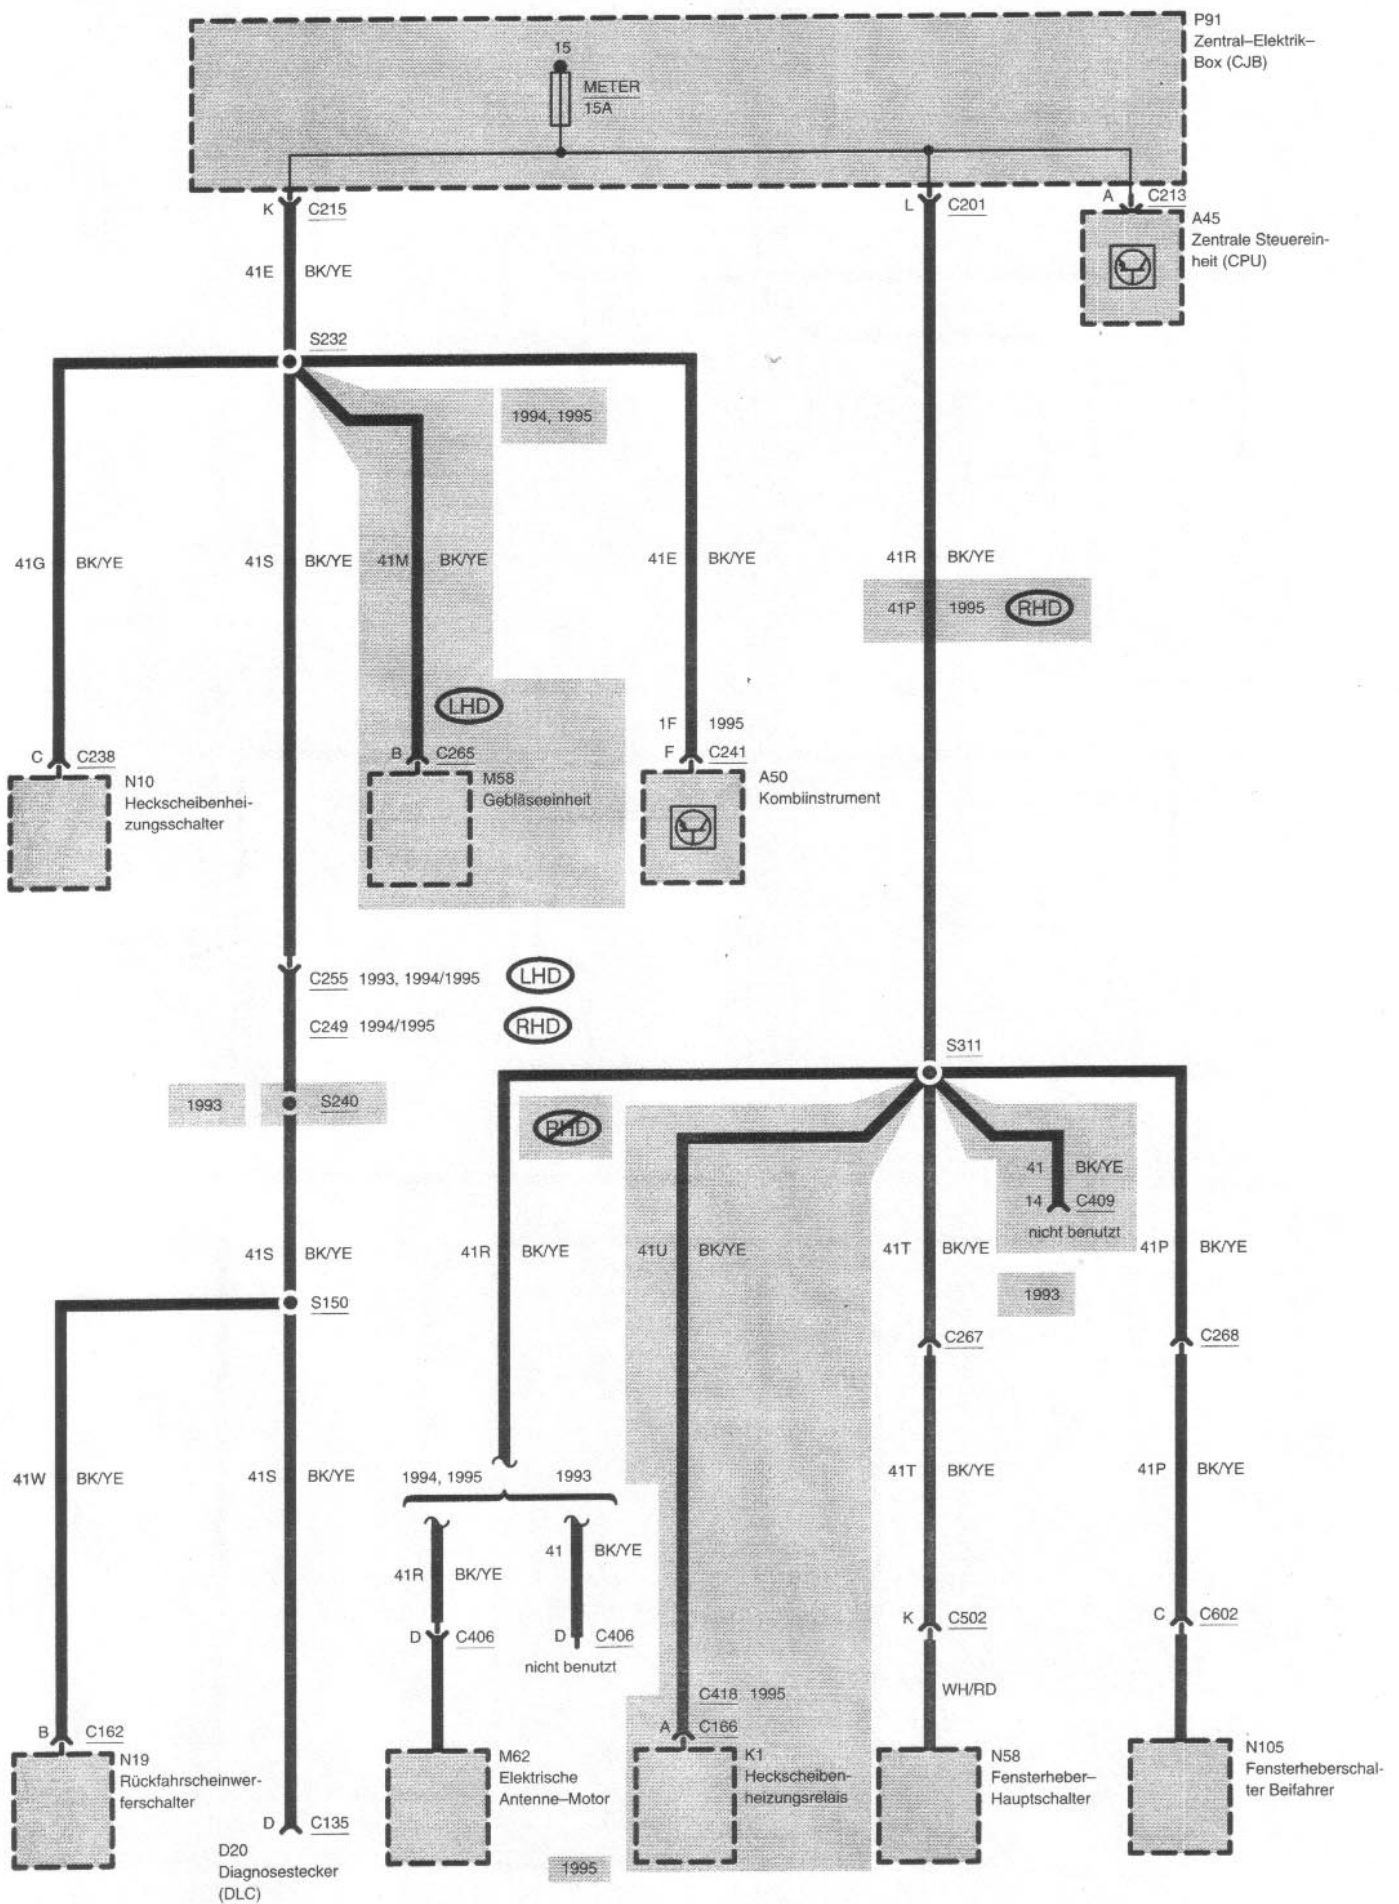 P91
Zentral–Elektrik–
Box (CJB)
15
METER
15A
K
C215
L
C201
A
C213
A45
Zentrale Steuerein-
heit (CPU)
41E
BK/YE
S232
1994, 1995
41G
BK/YE
41S
BK/YE
41M
BK/YE
41E
BK/YE
41R
BK/YE
41P
1995
RHD
LHD
1F
1995
C
C238
B
C265
F
C241
N10
Heckscheibenhei-
zungsschalter
M58
Gebläseeinheit
A50
Kombiinstrument
C255 1993, 1994/1995
LHD
C249 1994/1995
RHD
S311
1993
S240
RHD
41
BK/YE
14
C409
nicht benutzt
41S
BK/YE
41R
BK/YE
41U
BK/YE
41T
BK/YE
41P
BK/YE
1993
S150
C267
C268
41W
BK/YE
41S
BK/YE
1994, 1995
1993
41T
BK/YE
41P
BK/YE
41R
BK/YE
41
BK/YE
D
C406
D
C406
nicht benutzt
K
C502
C
C602
WH/RD
C418 1995
B
C162
A
C166
N19
Rückfahrscheinwer-
ferschalter
M62
Elektrische
Antenne–Motor
K1
Heckscheiben-
heizungsrelais
N58
Fensterheber–
Hauptschalter
N105
Fensterheberschal-
ter Beifahrer
D
C135
D20
Diagnosestecker
(DLC)
1995